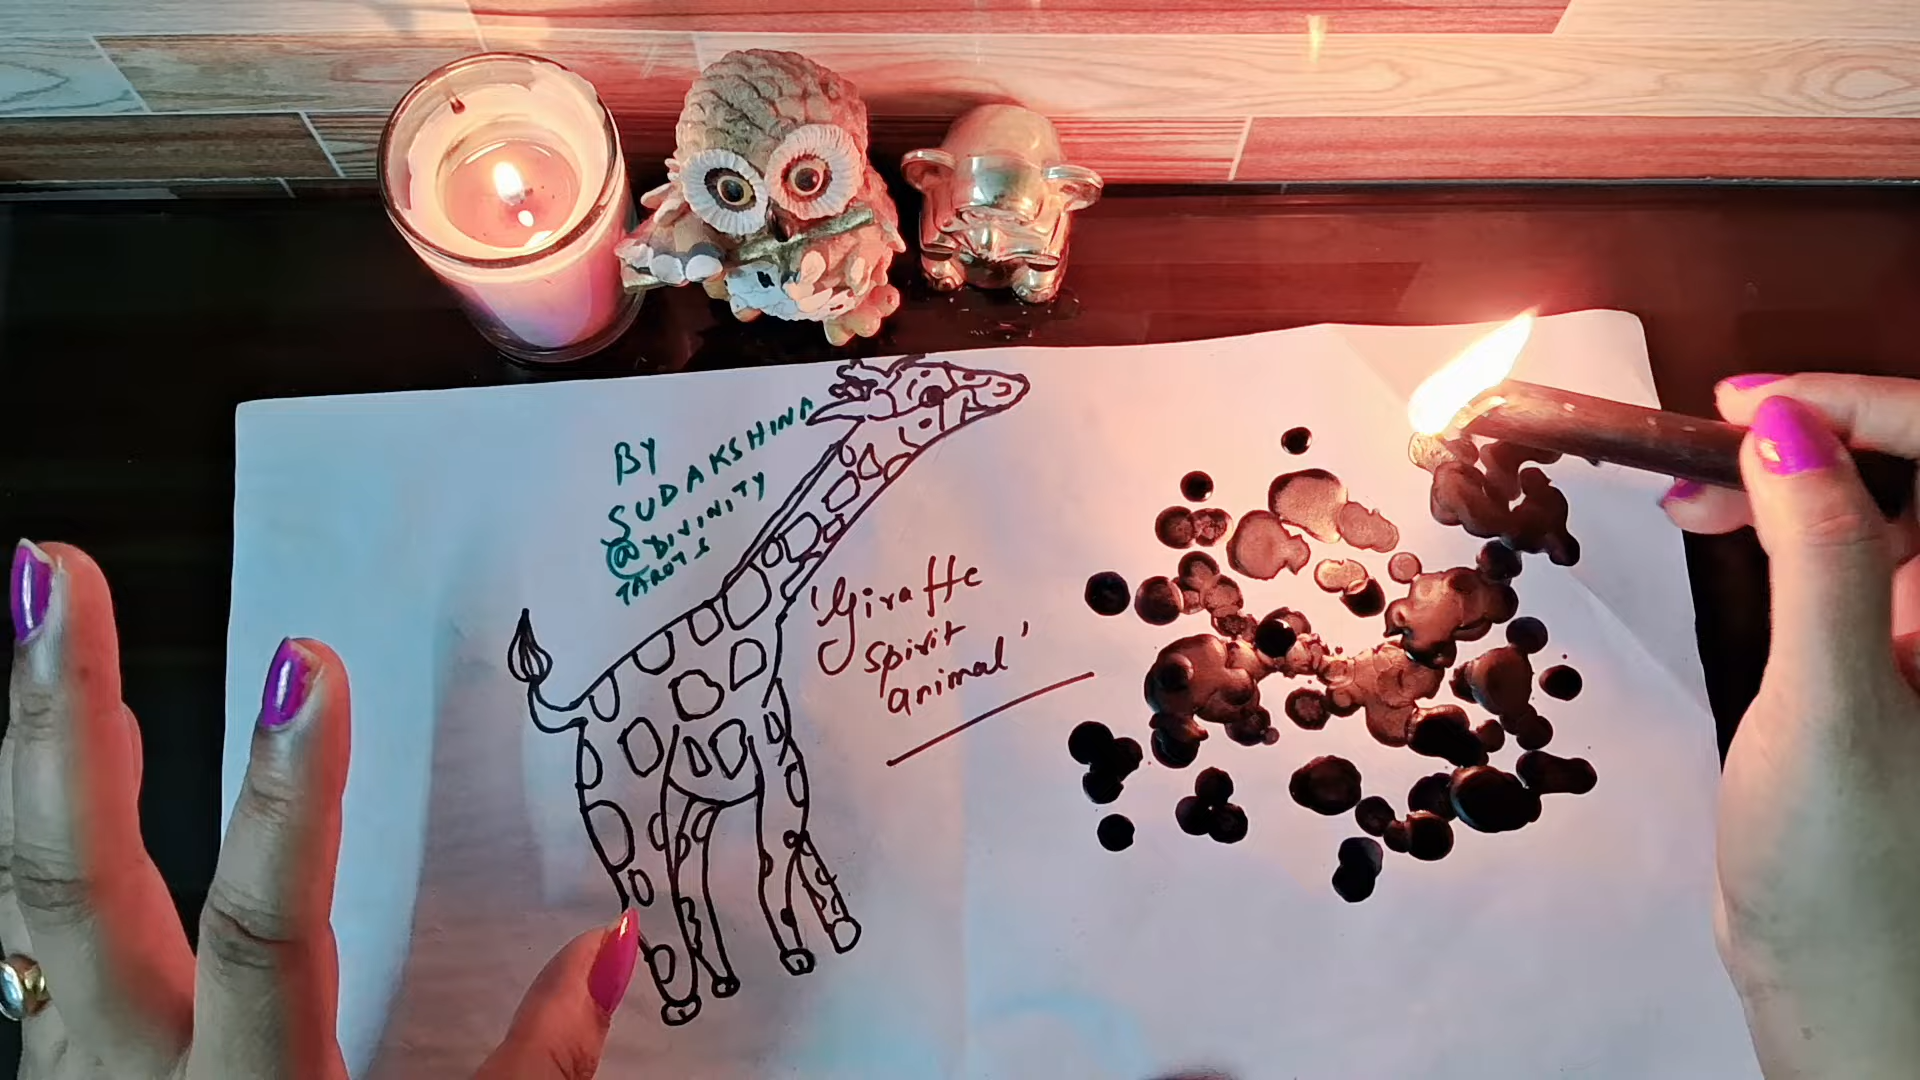 BY
SUDAKSHINA
@DIVINITY
TAROTS
'Giraffe
spirit
animal'